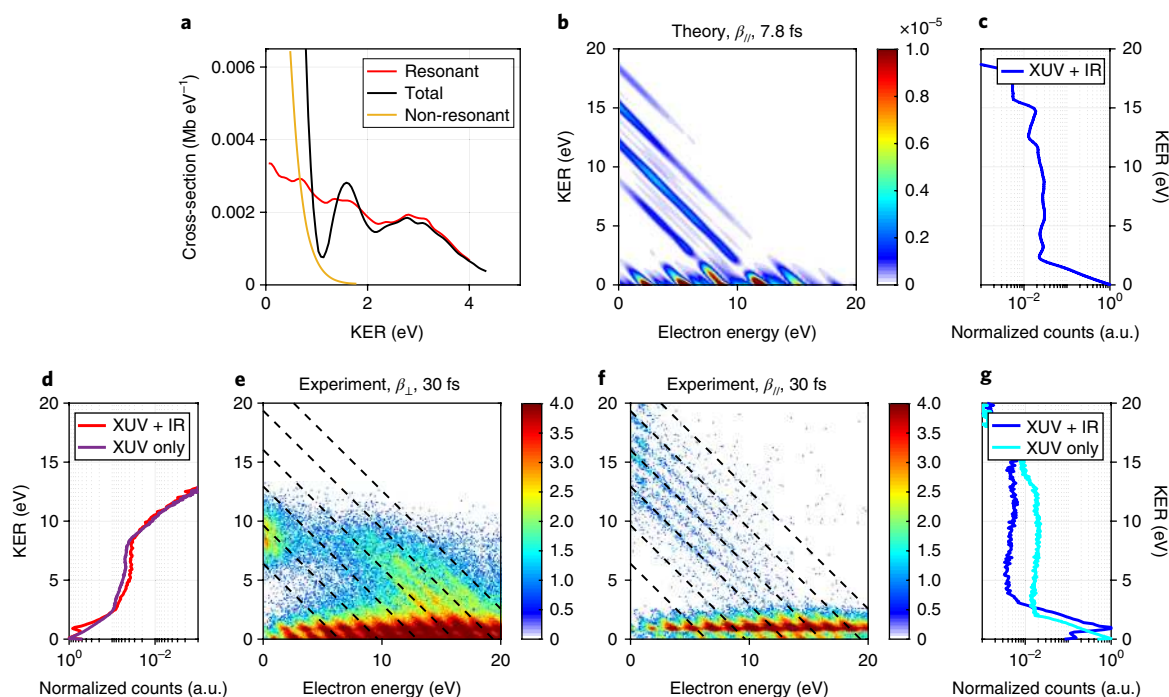 a
Cross-section (Mb eV⁻¹)
0.006
0.004
0.002
0
Resonant
Total
Non-resonant
0 2 4
KER (eV)
b
Theory, β//, 7.8 fs
KER (eV)
20
15
10
5
0
0 10 20
Electron energy (eV)
×10⁻⁵
1.0
0.8
0.6
0.4
0.2
0
c
XUV + IR
20
15
10
5
0
KER (eV)
10⁻² 10⁰
Normalized counts (a.u.)
d
KER (eV)
20
15
10
5
0
XUV + IR
XUV only
10⁰ 10⁻²
Normalized counts (a.u.)
e
Experiment, β⊥, 30 fs
20
15
10
5
0
0 10 20
Electron energy (eV)
4.0
3.5
3.0
2.5
2.0
1.5
1.0
0.5
0
f
Experiment, β//, 30 fs
20
15
10
5
0
0 10 20
Electron energy (eV)
4.0
3.5
3.0
2.5
2.0
1.5
1.0
0.5
0
g
XUV + IR
XUV only
20
15
10
5
0
KER (eV)
10⁻² 10⁰
Normalized counts (a.u.)